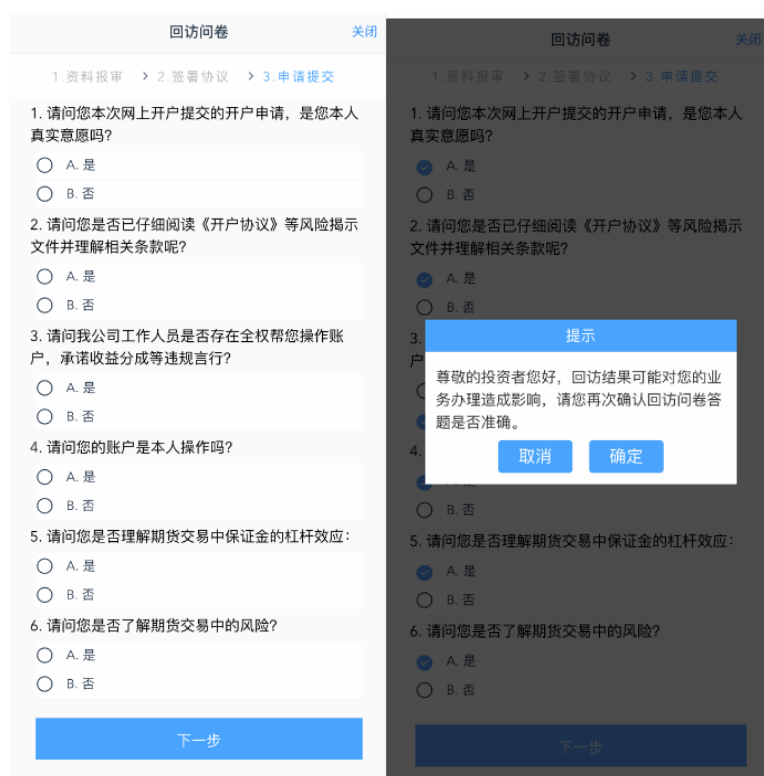 回访问卷
关闭
1.资料报审 > 2.签署协议 > 3.申请提交
1. 请问您本次网上开户提交的开户申请，是您本人
真实意愿吗？
A. 是
B. 否
2. 请问您是否已仔细阅读《开户协议》等风险揭示
文件并理解相关条款呢？
A. 是
B. 否
3. 请问我公司工作人员是否存在全权帮您操作账
户，承诺收益分成等违规言行？
A. 是
B. 否
4. 请问您的账户是本人操作吗？
A. 是
B. 否
5. 请问您是否理解期货交易中保证金的杠杆效应：
A. 是
B. 否
6. 请问您是否了解期货交易中的风险？
A. 是
B. 否
下一步
回访问卷
关闭
1.资料报审 > 2.签署协议 > 3.申请提交
1. 请问您本次网上开户提交的开户申请，是您本人
真实意愿吗？
A. 是
B. 否
2. 请问您是否已仔细阅读《开户协议》等风险揭示
文件并理解相关条款呢？
A. 是
B. 否
3.
户
提示
尊敬的投资者您好，回访结果可能对您的业
务办理造成影响，请您再次确认回访问卷答
题是否准确。
取消
确定
4.
B. 否
5. 请问您是否理解期货交易中保证金的杠杆效应：
A. 是
B. 否
6. 请问您是否了解期货交易中的风险？
A. 是
B. 否
下一步